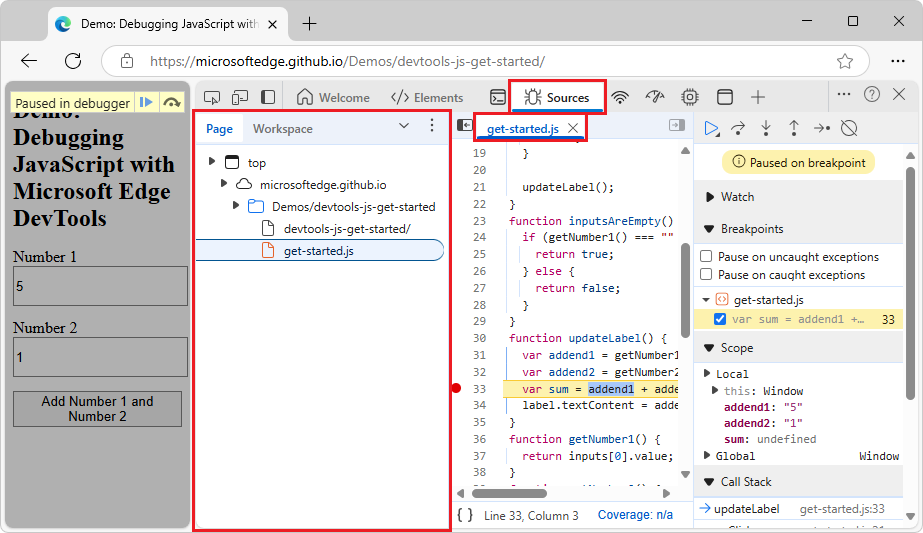 Demo: Debugging JavaScript with
https://microsoftedge.github.io/Demos/devtools-js-get-started/
Paused in debugger
Demo:
Debugging
JavaScript with
Microsoft Edge
DevTools
Number 1
5
Number 2
1
Add Number 1 and
Number 2
Welcome
Elements
Sources
Page
Workspace
top
microsoftedge.github.io
Demos/devtools-js-get-started
devtools-js-get-started/
get-started.js
get-started.js
19 }
20
21 updateLabel();
22 }
23 function inputsAreEmpty()
24 if (getNumber1() === ""
25 return true;
26 } else {
27 return false;
28 }
29 }
30 function updateLabel() {
31 var addend1 = getNumber1
32 var addend2 = getNumber2
33 var sum = addend1 + adde
34 label.textContent = adde
35 }
36 function getNumber1() {
37 return inputs[0].value;
38 }
{ } Line 33, Column 3 Coverage: n/a
Paused on breakpoint
Watch
Breakpoints
Pause on uncaught exceptions
Pause on caught exceptions
get-started.js
var sum = addend1 +… 33
Scope
Local
this: Window
addend1: "5"
addend2: "1"
sum: undefined
Global Window
Call Stack
updateLabel get-started.js:33